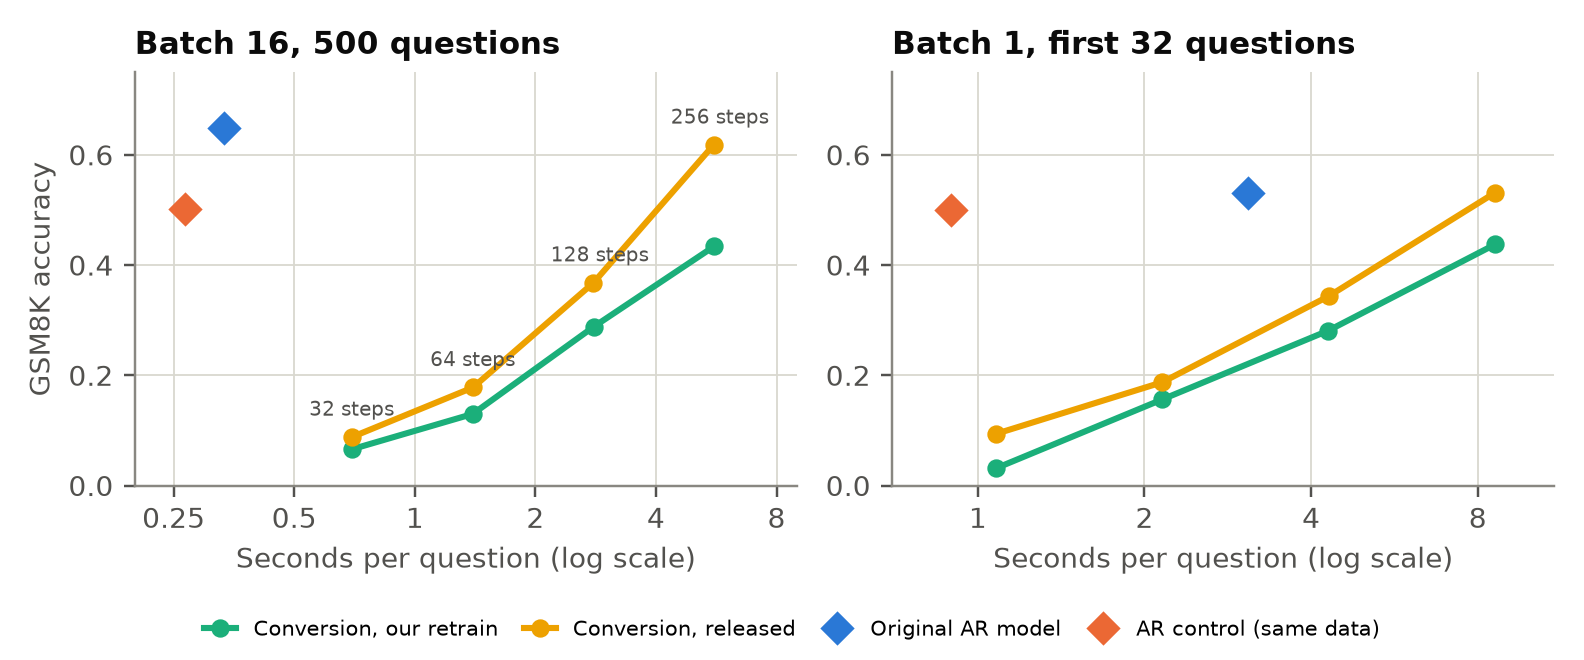 Batch 16, 500 questions
GSM8K accuracy
0.6
0.4
0.2
0.0
256 steps
128 steps
64 steps
32 steps
0.25 0.5 1 2 4 8
Seconds per question (log scale)
Batch 1, first 32 questions
0.6
0.4
0.2
0.0
1 2 4 8
Seconds per question (log scale)
Conversion, our retrain Conversion, released Original AR model AR control (same data)